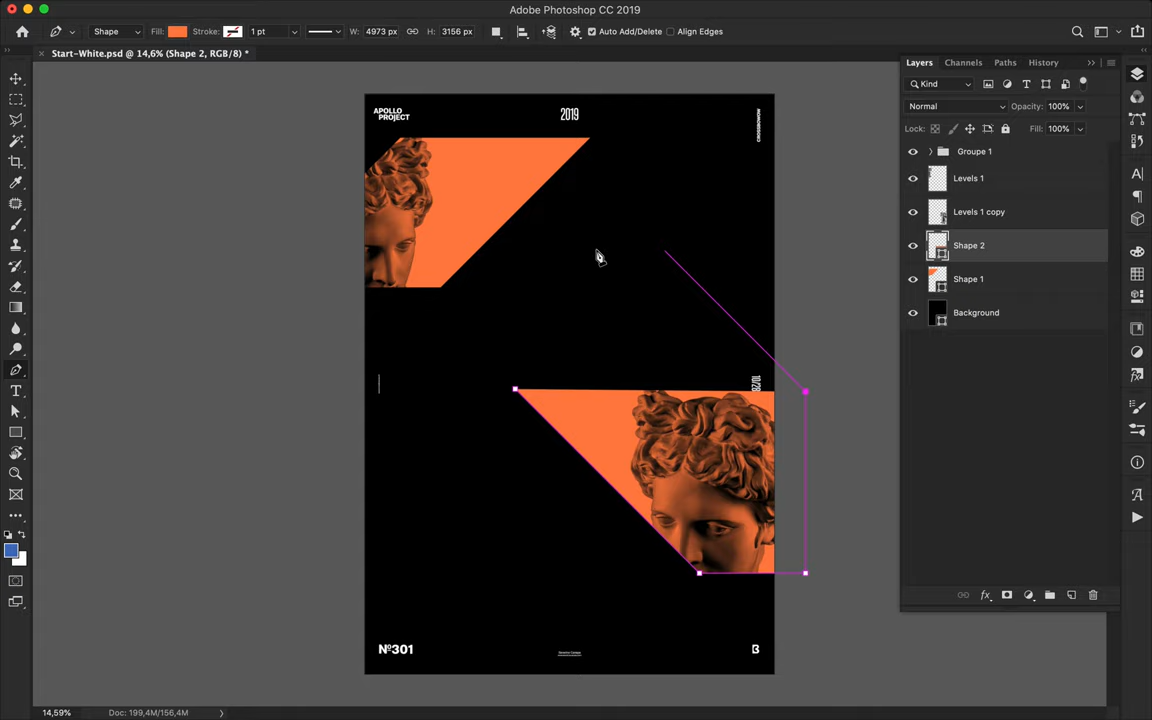 Adobe Photoshop CC 2019
Shape
Fill:
Stroke:
1 pt
W: 4973 px
H: 3156 px
Auto Add/Delete
Align Edges
Start-White.psd @ 14,6% (Shape 2, RGB/8) *
Layers
Channels
Paths
History
Kind
Normal
Opacity: 100%
Lock:
Fill: 100%
Groupe 1
Levels 1
Levels 1 copy
Shape 2
Shape 1
Background
APOLLO
PROJECT
2019
CROSSBOWOW
10/28
Nº301
14,59%
Doc: 199,4M/156,4M